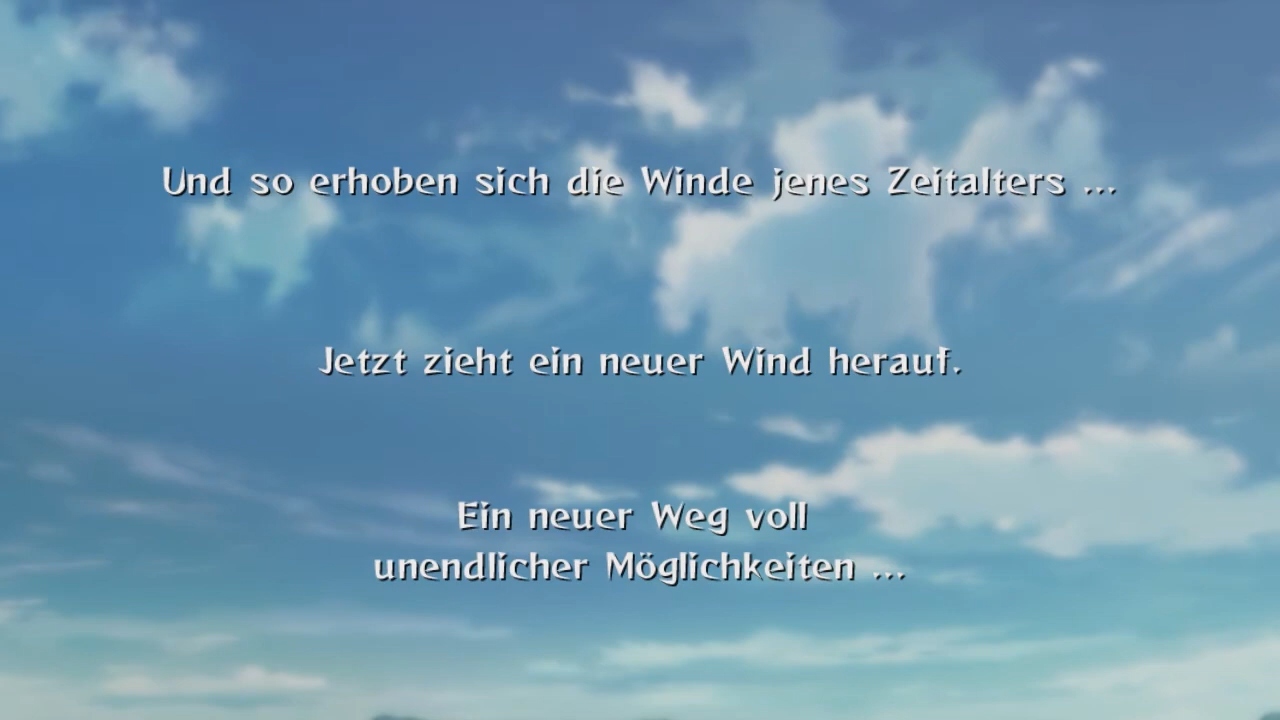 Und so erhoben sich die Winde jenes Zeitalters ...
Jetzt zieht ein neuer Wind herauf.
Ein neuer Weg voll
unendlicher Möglichkeiten ...